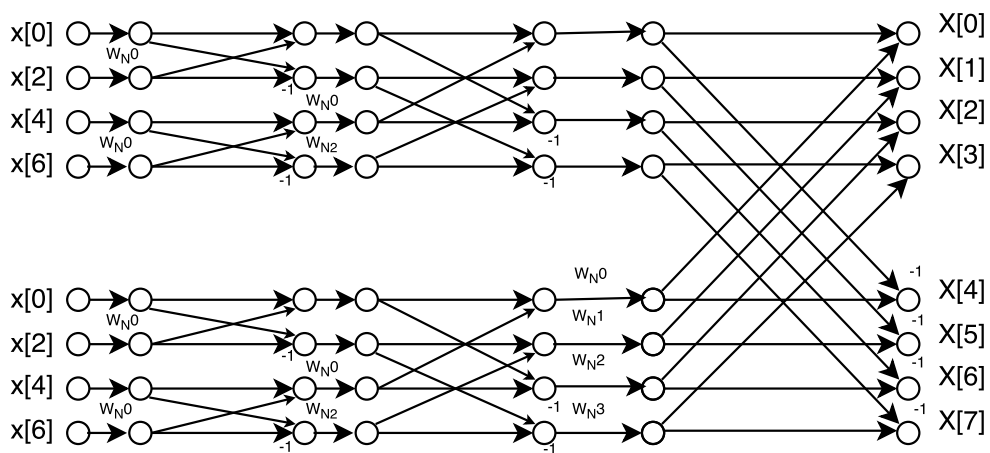 x[0] X[0]
W_N0
x[2] X[1]
-1
W_N0
x[4] X[2]
W_N0 W_N2 -1
x[6] X[3]
-1 -1
W_N0 -1
x[0] X[4]
W_N0 W_N1 -1
x[2] X[5]
-1 W_N2 -1
W_N0
x[4] X[6]
W_N0 W_N2 -1 W_N3 -1
x[6] X[7]
-1 -1